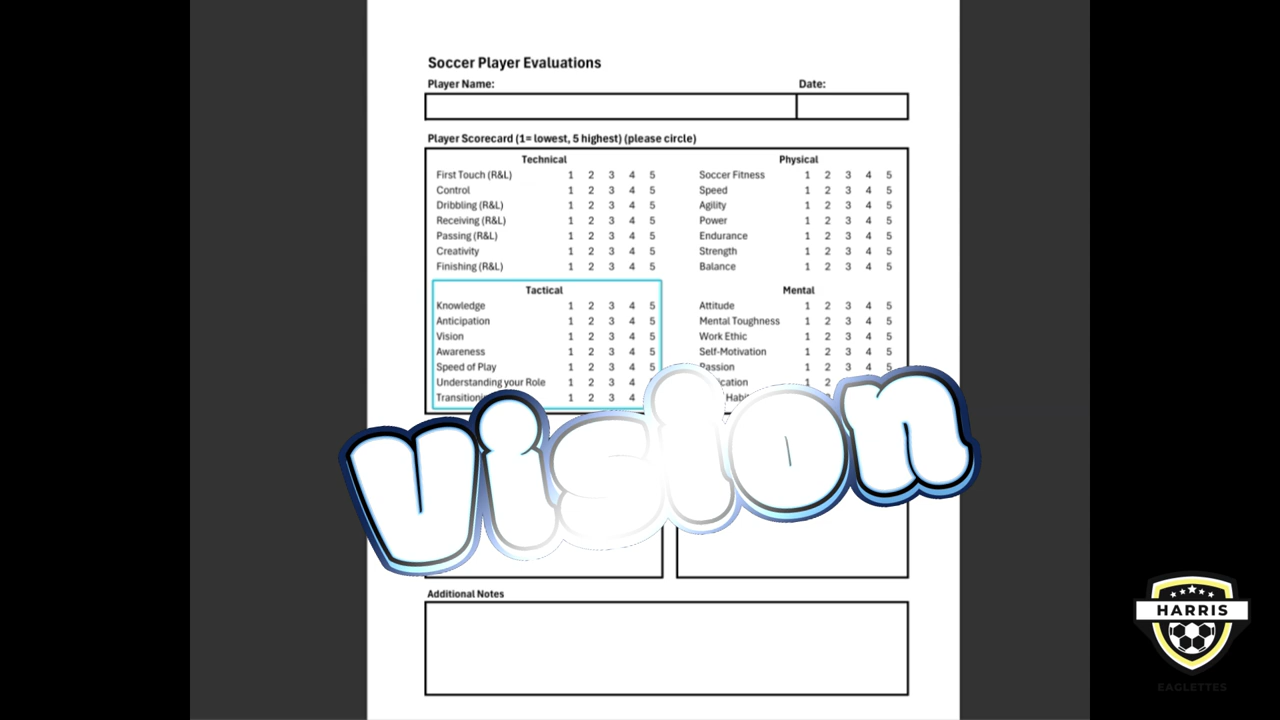 Soccer Player Evaluations
Player Name: Date:
Player Scorecard (1= lowest, 5 highest) (please circle)
Technical
First Touch (R&L) 1 2 3 4 5
Control 1 2 3 4 5
Dribbling (R&L) 1 2 3 4 5
Receiving (R&L) 1 2 3 4 5
Passing (R&L) 1 2 3 4 5
Creativity 1 2 3 4 5
Finishing (R&L) 1 2 3 4 5
Physical
Soccer Fitness 1 2 3 4 5
Speed 1 2 3 4 5
Agility 1 2 3 4 5
Power 1 2 3 4 5
Endurance 1 2 3 4 5
Strength 1 2 3 4 5
Balance 1 2 3 4 5
Tactical
Knowledge 1 2 3 4 5
Anticipation 1 2 3 4 5
Vision 1 2 3 4 5
Awareness 1 2 3 4 5
Speed of Play 1 2 3 4 5
Understanding your Role 1 2 3 4
1 2 3 4
Mental
Attitude 1 2 3 4 5
Mental Toughness 1 2 3 4 5
Work Ethic 1 2 3 4 5
Self-Motivation 1 2 3 4 5
Passion 1 2 3 4 5
1 2
Vision
Additional Notes
HARRIS
EAGLETTES